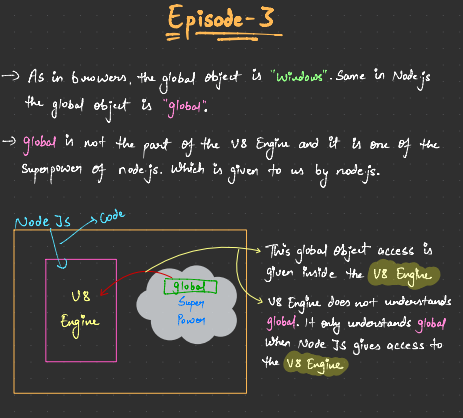 Episode-3
→ As in browsers, the global object is "Windows". Same in Node js
the global object is "global".
→ global is not the part of the V8 Engine and it is one of the
Superpower of node js. Which is given to us by node js.
Node JS
Code
V8
Engine
global
Super
Power
→ This global object access is
given inside the V8 Engine
→ V8 Engine does not understands
global. It only understands global
when Node JS gives access to
the V8 Engine